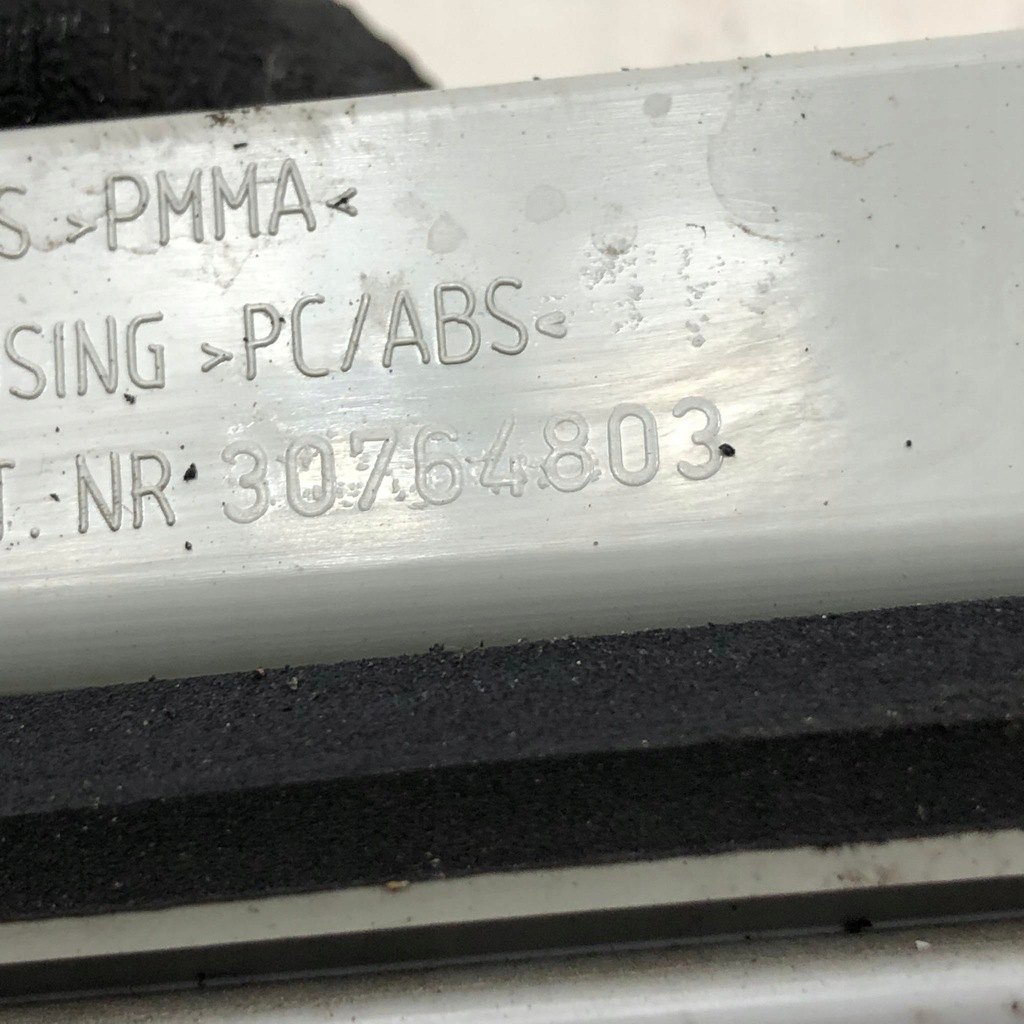 S >PMMA<
SING >PC/ABS<
T. NR 30764803